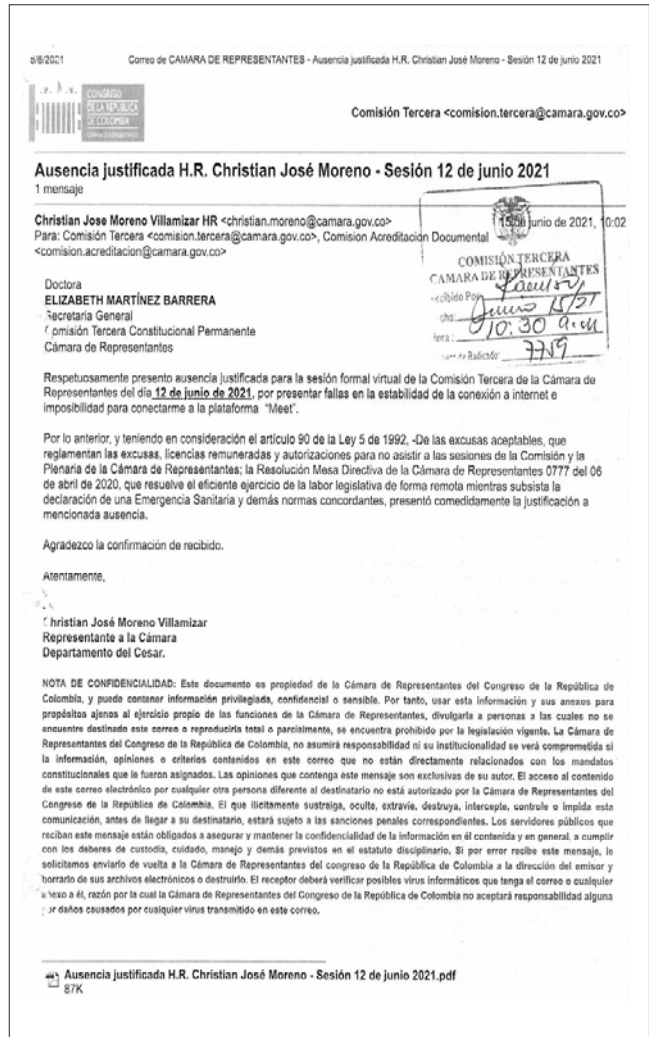 5/8/2021 Correo de CAMARA DE REPRESENTANTES - Ausencia justificada H.R. Christian José Moreno - Sesión 12 de junio 2021
CONGRESO
DE LA REPÚBLICA
DE COLOMBIA
CÁMARA DE REPRESENTANTES
Comisión Tercera <comision.tercera@camara.gov.co>
Ausencia justificada H.R. Christian José Moreno - Sesión 12 de junio 2021
1 mensaje
Christian Jose Moreno Villamizar HR <christian.moreno@camara.gov.co> 15 de junio de 2021, 10:02
Para: Comisión Tercera <comision.tercera@camara.gov.co>, Comision Acreditación Documental
<comision.acreditacion@camara.gov.co>
COMISIÓN TERCERA
CAMARA DE REPRESENTANTES
Recibido Por
Junio 15/21
10:30 a.m
7759
Doctora
ELIZABETH MARTÍNEZ BARRERA
Secretaria General
Comisión Tercera Constitucional Permanente
Cámara de Representantes
Respetuosamente presento ausencia justificada para la sesión formal virtual de la Comisión Tercera de la Cámara de
Representantes del día 12 de junio de 2021, por presentar fallas en la estabilidad de la conexión a internet e
imposibilidad para conectarme a la plataforma "Meet".
Por lo anterior, y teniendo en consideración el artículo 90 de la Ley 5 de 1992, -De las excusas aceptables, que
reglamentan las excusas, licencias remuneradas y autorizaciones para no asistir a las sesiones de la Comisión y la
Plenaria de la Cámara de Representantes; la Resolución Mesa Directiva de la Cámara de Representantes 0777 del 06
de abril de 2020, que resuelve el eficiente ejercicio de la labor legislativa de forma remota mientras subsista la
declaración de una Emergencia Sanitaria y demás normas concordantes, presentó comedidamente la justificación a
mencionada ausencia.
Agradezco la confirmación de recibido.
Atentamente,
Christian José Moreno Villamizar
Representante a la Cámara
Departamento del Cesar.
NOTA DE CONFIDENCIALIDAD: Este documento es propiedad de la Cámara de Representantes del Congreso de la República de
Colombia, y puede contener información privilegiada, confidencial o sensible. Por tanto, usar esta información y sus anexos para
propósitos ajenos al ejercicio propio de las funciones de la Cámara de Representantes, divulgarla a personas a las cuales no se
encuentre destinado este correo o reproducirla total o parcialmente, se encuentra prohibido por la legislación vigente. La Cámara de
Representantes del Congreso de la República de Colombia, no asumirá responsabilidad ni su institucionalidad se verá comprometida si
la información, opiniones o criterios contenidos en este correo que no están directamente relacionados con los mandatos
constitucionales que le fueron asignados. Las opiniones que contenga este mensaje son exclusivas de su autor. El acceso al contenido
de este correo electrónico por cualquier otra persona diferente al destinatario no está autorizado por la Cámara de Representantes del
Congreso de la República de Colombia. El que ilícitamente sustraiga, oculte, extravíe, destruya, intercepte, controle o impida esta
comunicación, antes de llegar a su destinatario, estará sujeto a las sanciones penales correspondientes. Los servidores públicos que
reciban este mensaje están obligados a asegurar y mantener la confidencialidad de la información en él contenida y en general, a cumplir
con los deberes de custodia, cuidado, manejo y demás previstos en el estatuto disciplinario. Si por error recibe este mensaje, le
solicitamos enviarlo de vuelta a la Cámara de Representantes del congreso de la República de Colombia a la dirección del emisor y
borrarlo de sus archivos electrónicos o destruirlo. El receptor deberá verificar posibles virus informáticos que tenga el correo o cualquier
anexo a él, razón por la cual la Cámara de Representantes del Congreso de la República de Colombia no aceptará responsabilidad alguna
por daños causados por cualquier virus transmitido en este correo.
Ausencia justificada H.R. Christian José Moreno - Sesión 12 de junio 2021.pdf
87K